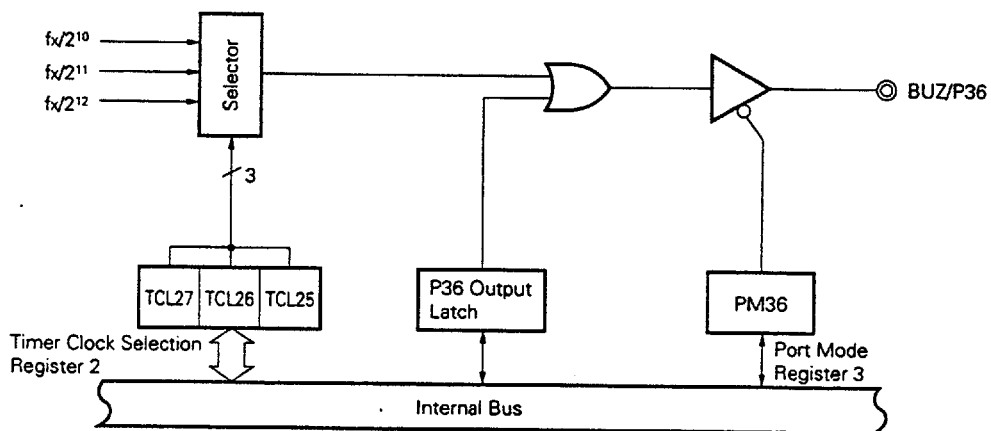 fx/2¹⁰
fx/2¹¹
fx/2¹²
Selector
BUZ/P36
3
TCL27 TCL26 TCL25
P36 Output
Latch
PM36
Timer Clock Selection
Register 2
Port Mode
Register 3
Internal Bus